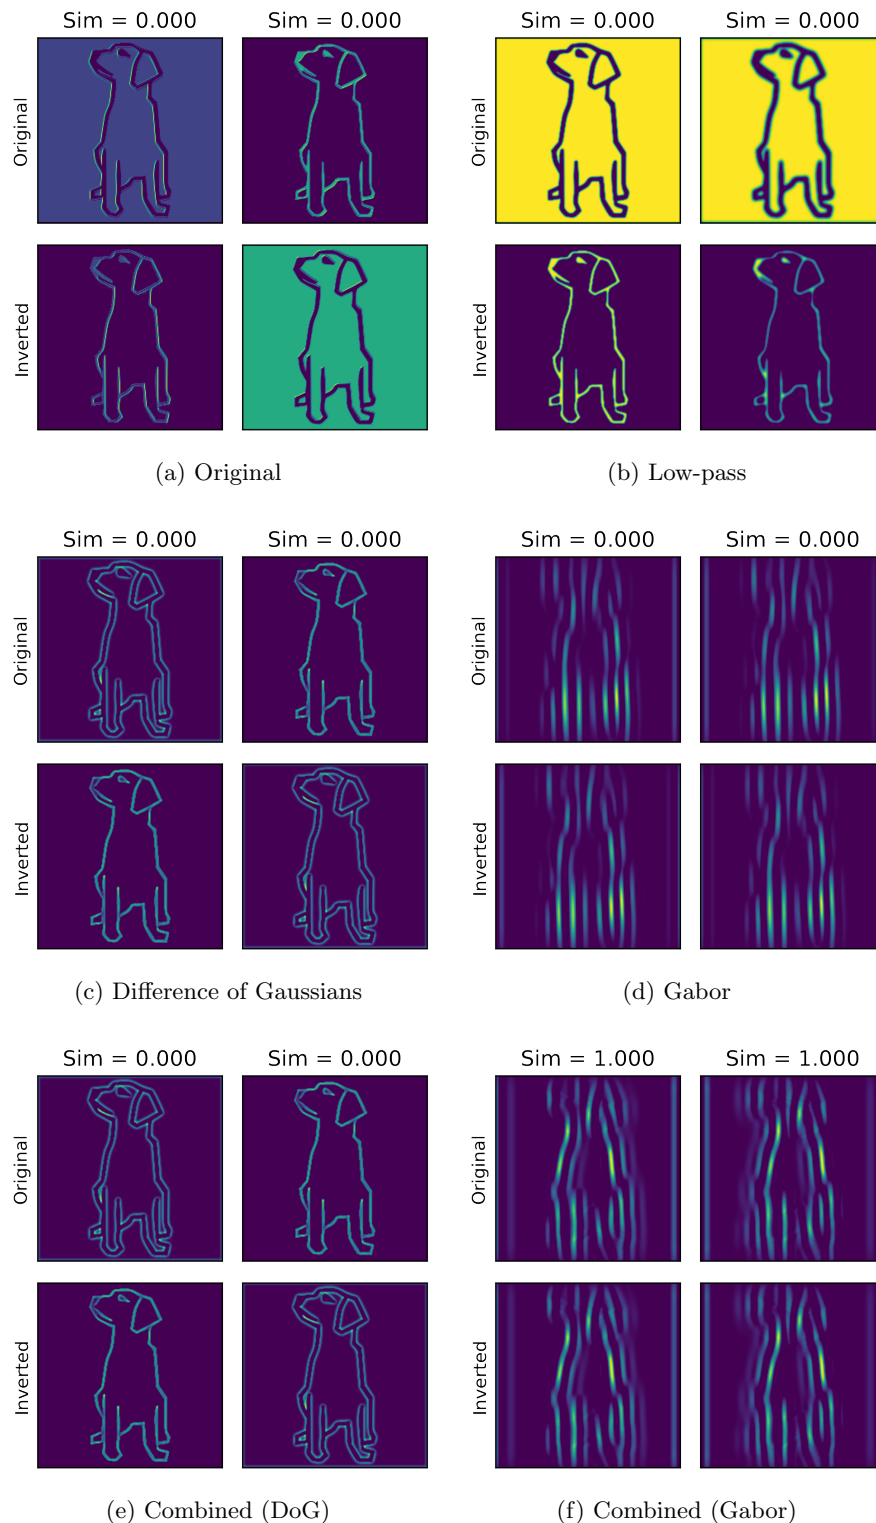 Sim = 0.000 Sim = 0.000
Original
Inverted
(a) Original
Sim = 0.000 Sim = 0.000
Original
Inverted
(b) Low-pass
Sim = 0.000 Sim = 0.000
Original
Inverted
(c) Difference of Gaussians
Sim = 0.000 Sim = 0.000
Original
Inverted
(d) Gabor
Sim = 0.000 Sim = 0.000
Original
Inverted
(e) Combined (DoG)
Sim = 1.000 Sim = 1.000
Original
Inverted
(f) Combined (Gabor)